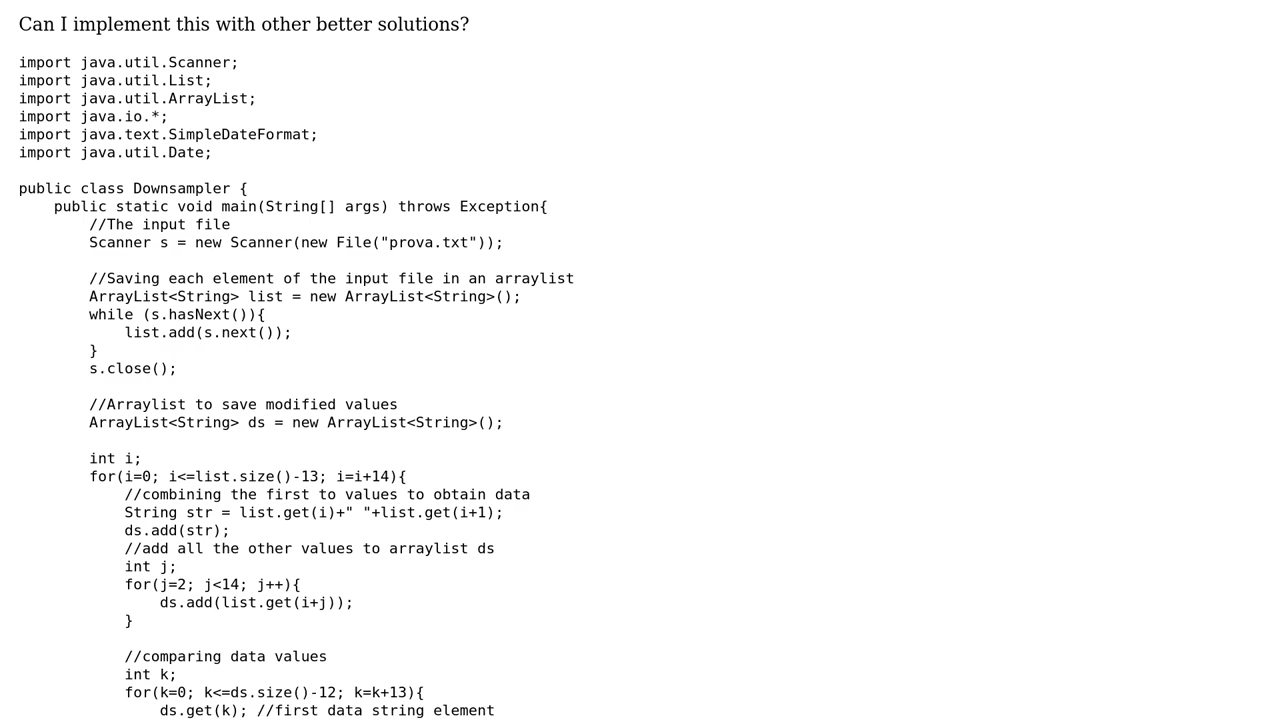 Can I implement this with other better solutions?
import java.util.Scanner;
import java.util.List;
import java.util.ArrayList;
import java.io.*;
import java.text.SimpleDateFormat;
import java.util.Date;
public class Downsampler {
    public static void main(String[] args) throws Exception{
        //The input file
        Scanner s = new Scanner(new File("prova.txt"));
        //Saving each element of the input file in an arraylist
        ArrayList<String> list = new ArrayList<String>();
        while (s.hasNext()){
            list.add(s.next());
        }
        s.close();
        //Arraylist to save modified values
        ArrayList<String> ds = new ArrayList<String>();
        int i;
        for(i=0; i<=list.size()-13; i=i+14){
            //combining the first to values to obtain data
            String str = list.get(i)+" "+list.get(i+1);
            ds.add(str);
            //add all the other values to arraylist ds
            int j;
            for(j=2; j<14; j++){
                ds.add(list.get(i+j));
            }
            //comparing data values
            int k;
            for(k=0; k<=ds.size()-12; k=k+13){
                ds.get(k); //first data string element